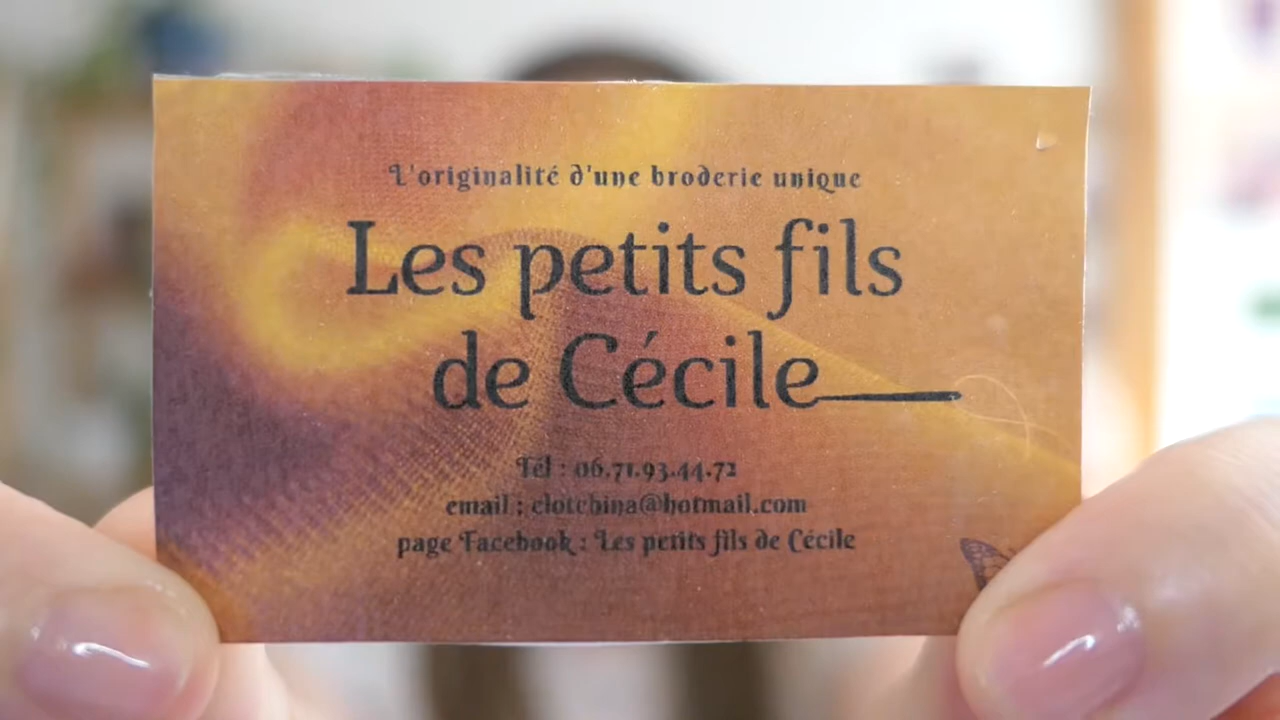 L'originalité d'une broderie unique
Les petits fils
de Cécile
Tél : 06.71.93.44.72
email : clotebina@hotmail.com
page Facebook : Les petits fils de Cécile